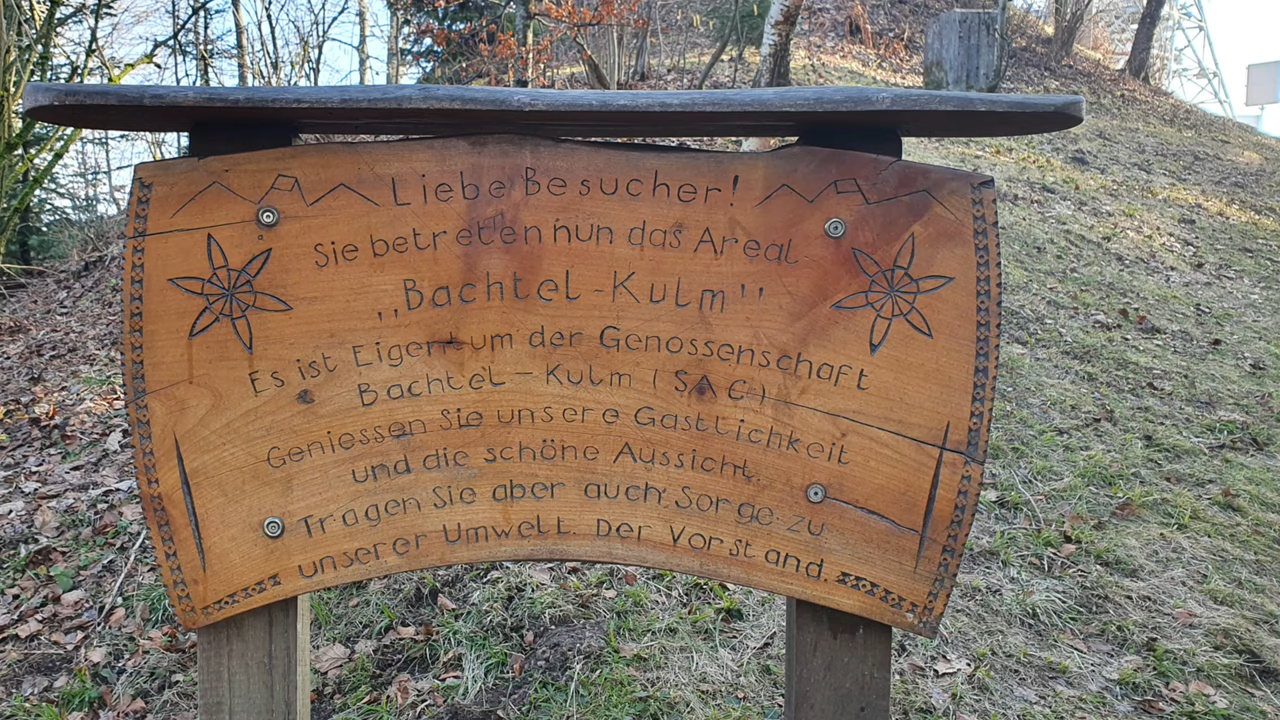 Liebe Besucher!
Sie betreten nun das Areal
,,Bachtel-Kulm''
Es ist Eigentum der Genossenschaft
Bachtel-Kulm (SAC)
Geniessen Sie unsere Gastlichkeit
und die schöne Aussicht.
Tragen Sie aber auch Sorge zu
unserer Umwelt. Der Vorstand.